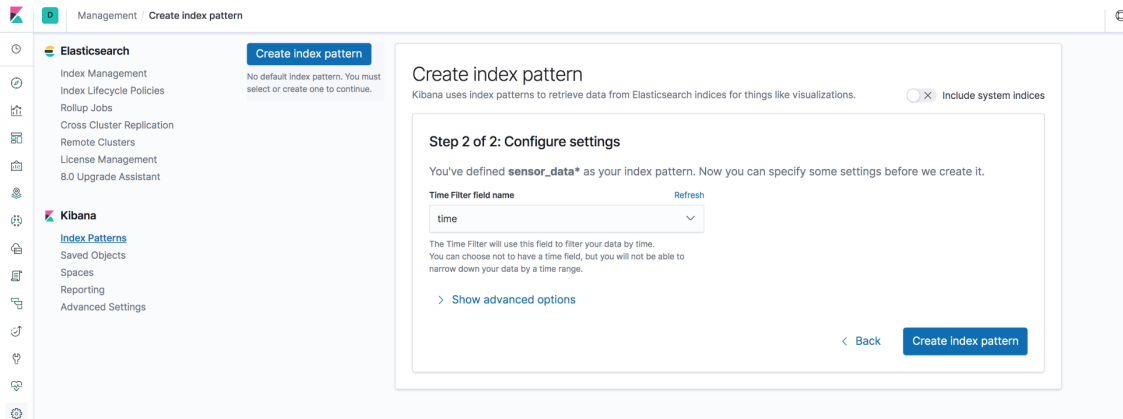 D Management / Create index pattern
Elasticsearch
Index Management
Index Lifecycle Policies
Rollup Jobs
Cross Cluster Replication
Remote Clusters
License Management
8.0 Upgrade Assistant
Kibana
Index Patterns
Saved Objects
Spaces
Reporting
Advanced Settings
Create index pattern
No default index pattern. You must
select or create one to continue.
Create index pattern
Kibana uses index patterns to retrieve data from Elasticsearch indices for things like visualizations.
Include system indices
Step 2 of 2: Configure settings
You've defined sensor_data* as your index pattern. Now you can specify some settings before we create it.
Time Filter field name Refresh
time
The Time Filter will use this field to filter your data by time.
You can choose not to have a time field, but you will not be able to
narrow down your data by a time range.
Show advanced options
Back Create index pattern